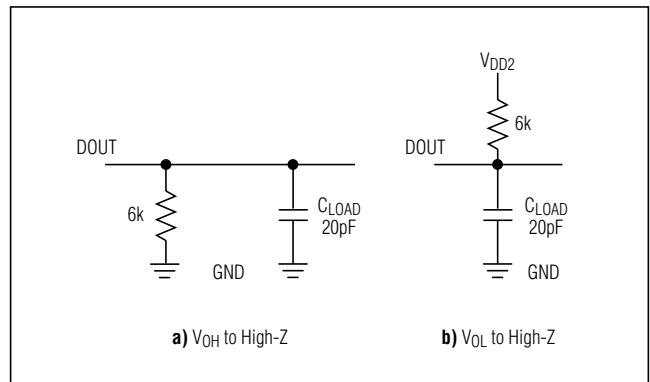 DOUT
6k
CLOAD
20pF
GND
a) VOH to High-Z
VDD2
6k
DOUT
CLOAD
20pF
GND
b) VOL to High-Z